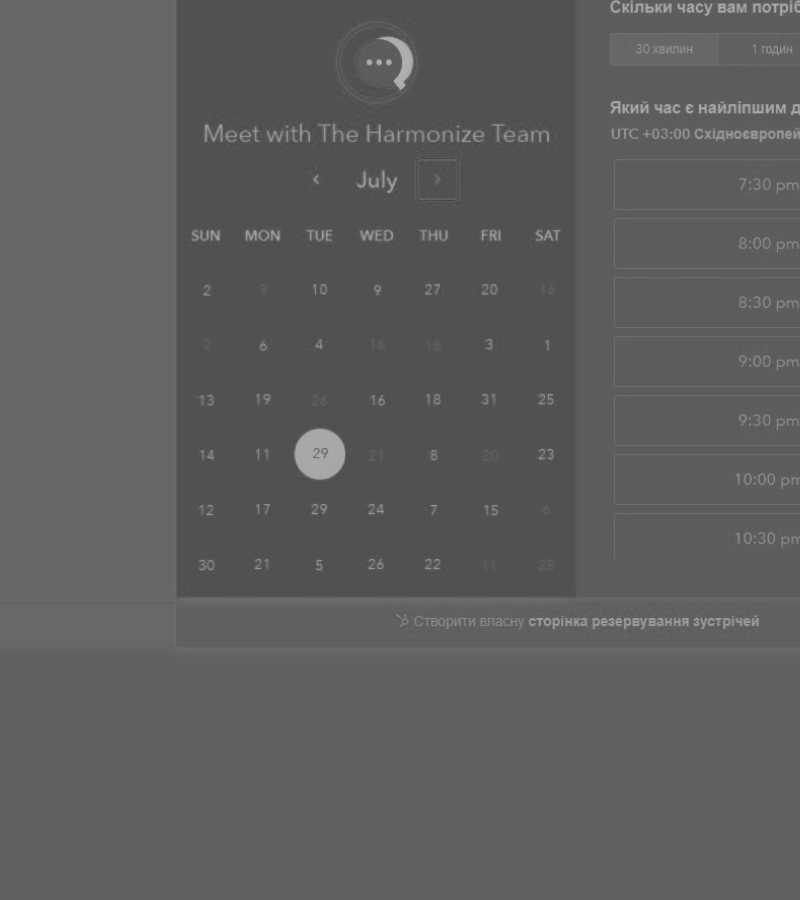 Meet with The Harmonize Team
July
SUN MON TUE WED THU FRI SAT
2 9 10 9 27 20 16
2 6 4 16 18 3 1
13 19 26 16 18 31 25
14 11 29 21 8 20 23
12 17 29 24 7 15 6
30 21 5 26 22 11 25
Скільки часу вам потріб
30 хвилин 1 годин
Який час є найліпшим д
UTC +03:00 Східноєвропей
7:30 pm
8:00 pm
8:30 pm
9:00 pm
9:30 pm
10:00 pm
10:30 pm
Створити власну сторінка резервування зустрічей